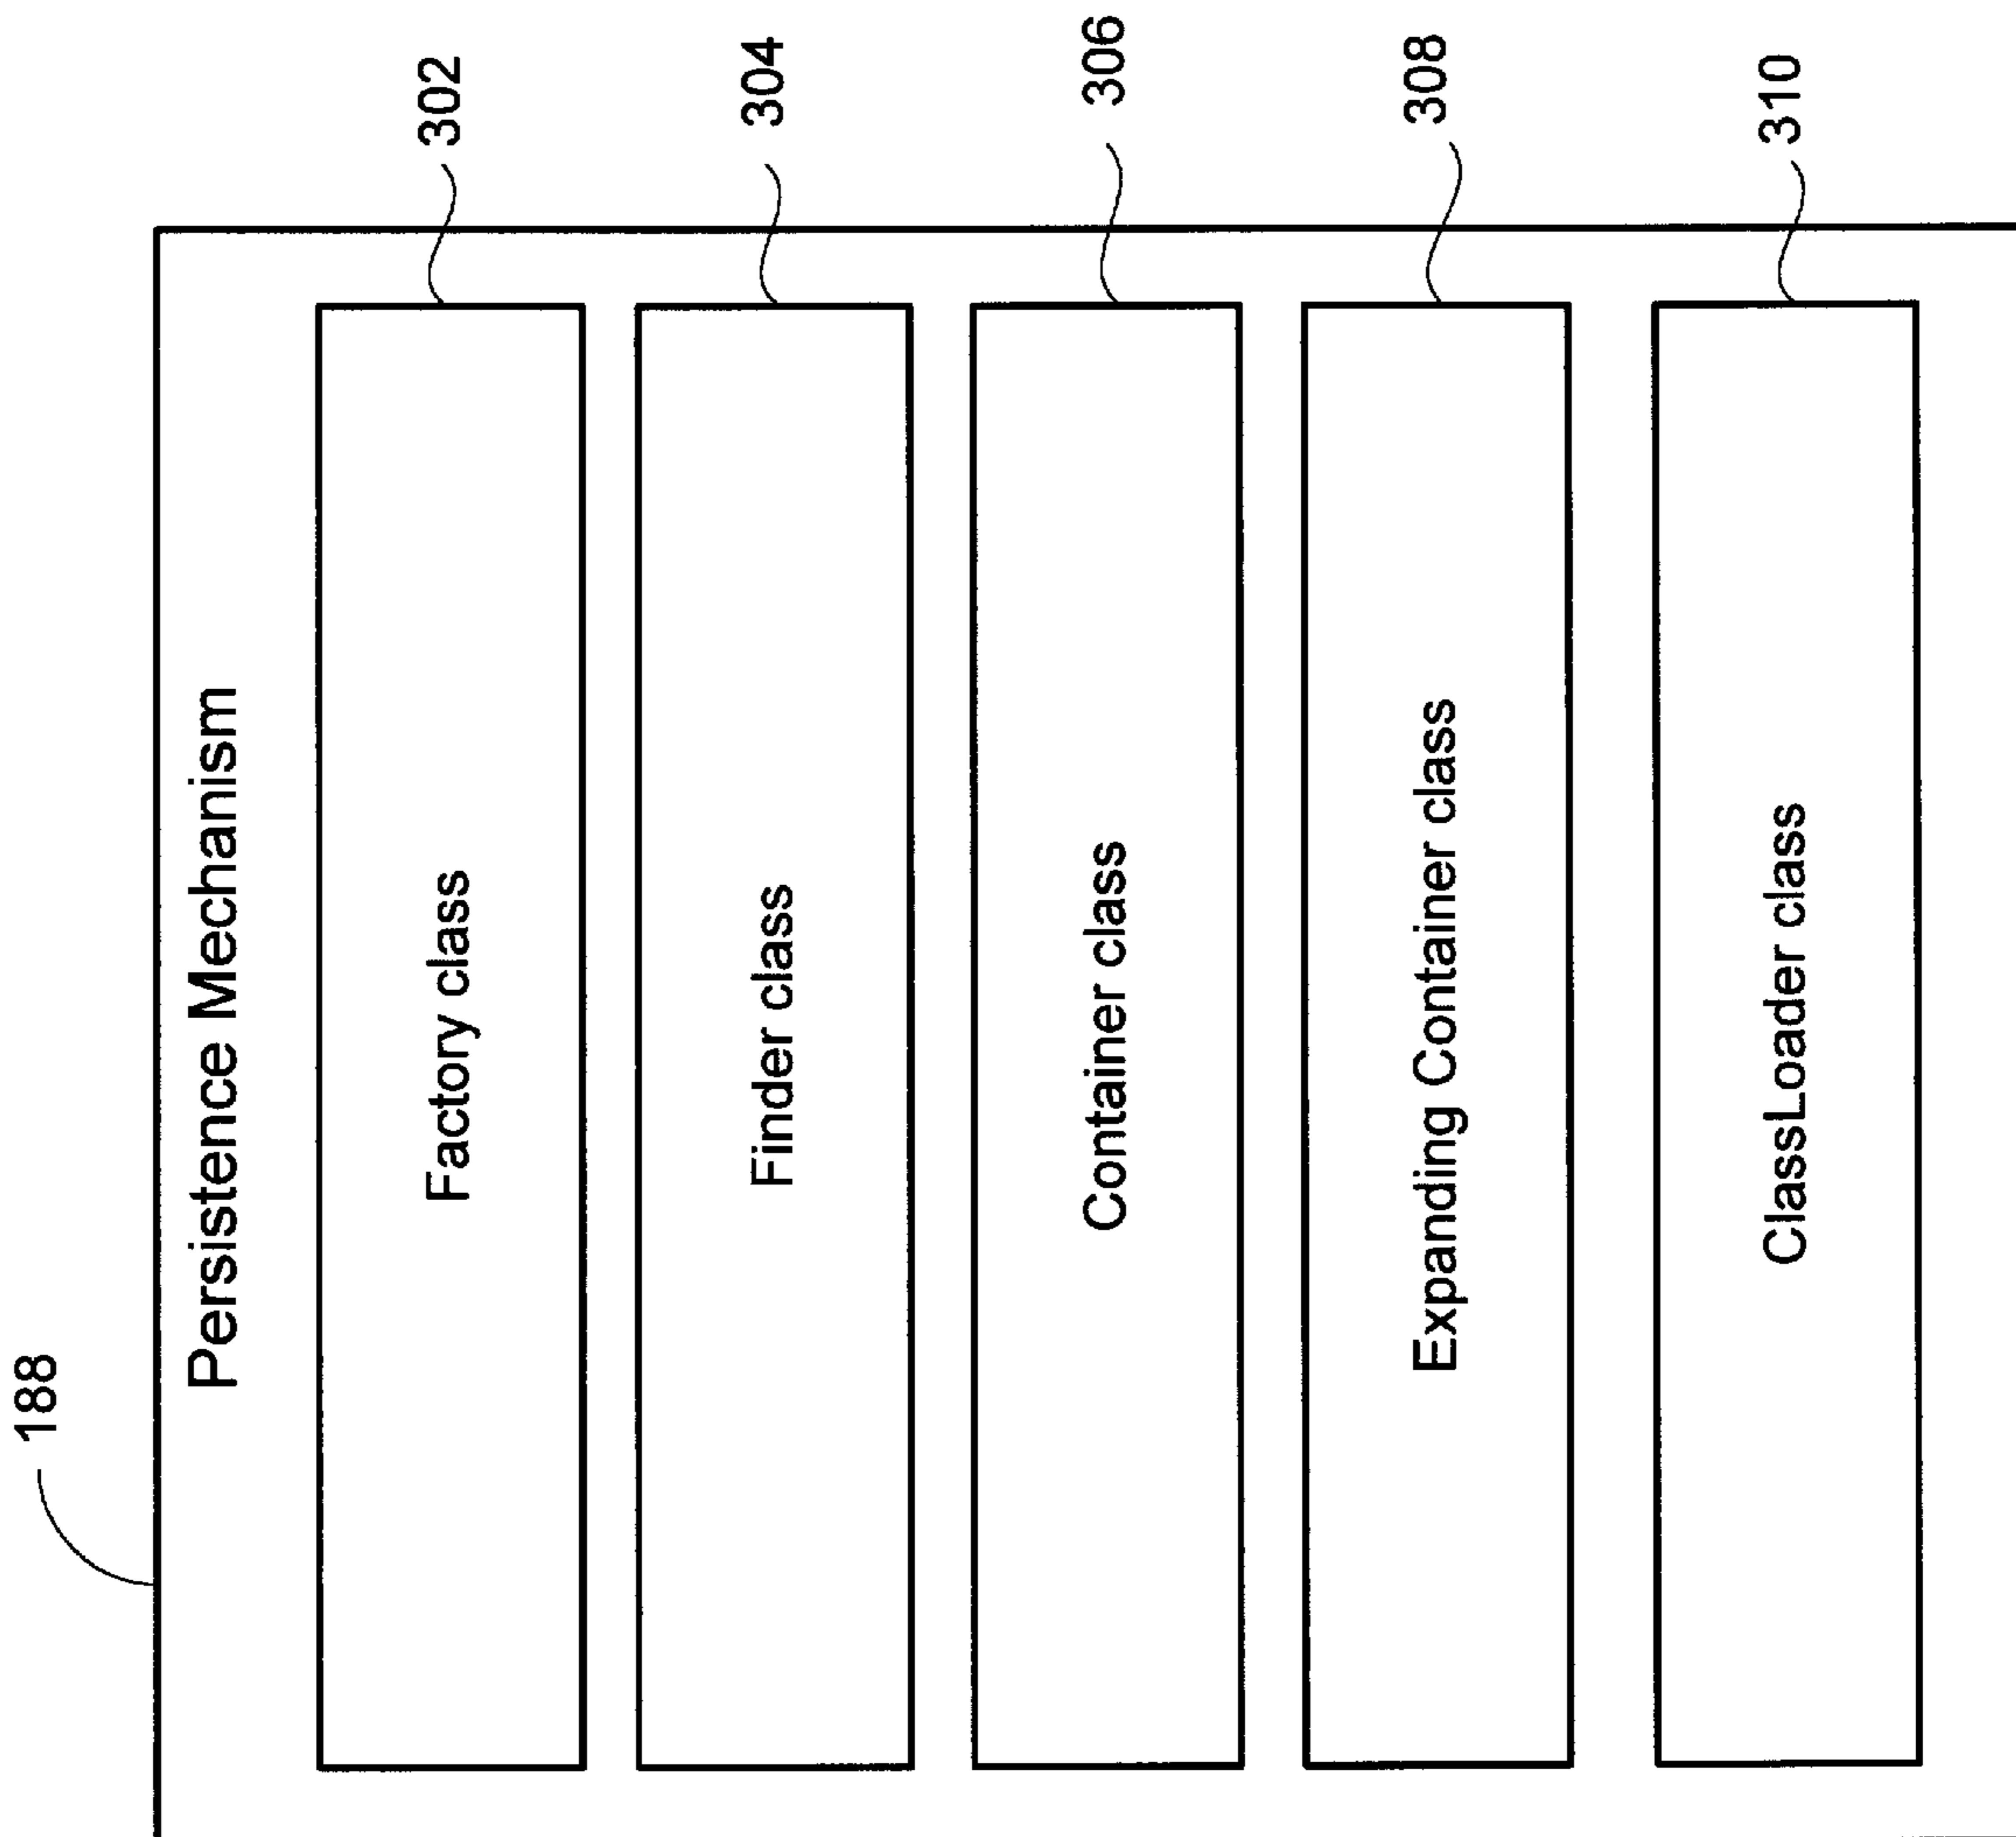 188
Persistence Mechanism
Factory class
302
Finder class
304
Container class
306
Expanding Container class
308
ClassLoader class
310